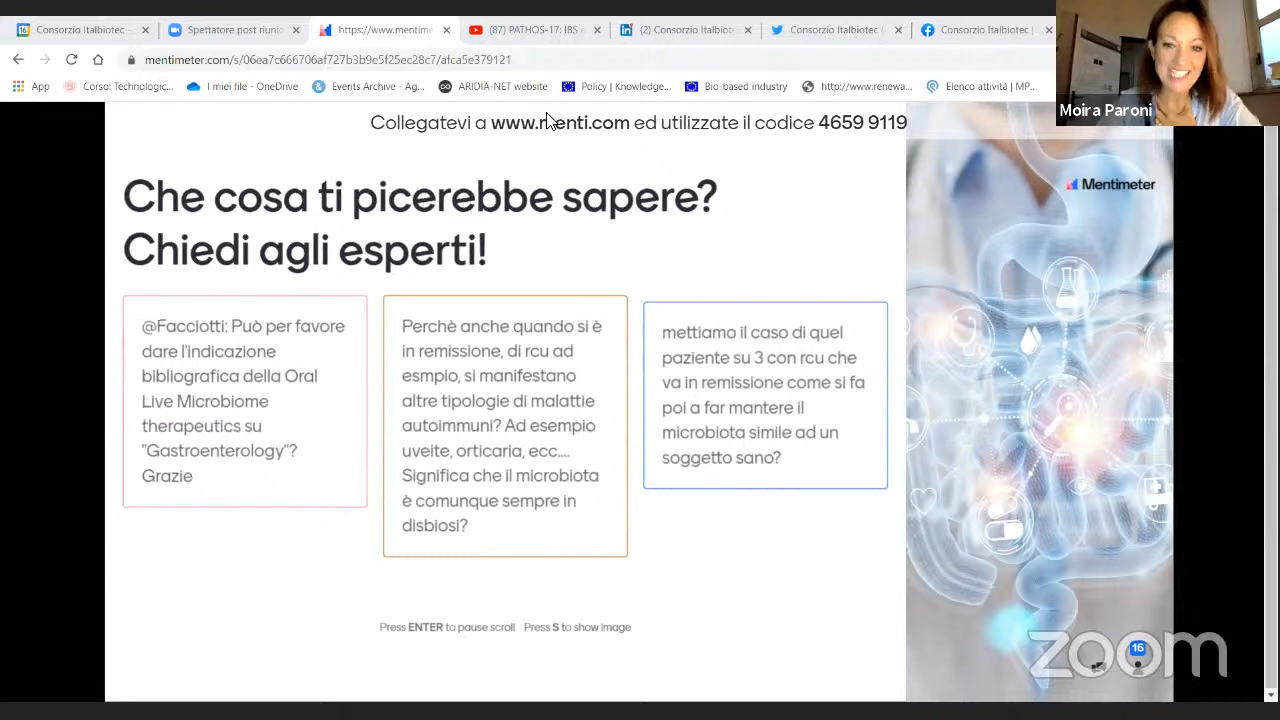 Consorzio Italbiotec –
Spettatore post riunio
https://www.mentime
(87) PATHOS-17: IBS e
(2) Consorzio Italbiote
Consorzio Italbiotec (
Consorzio Italbiotec |
mentimeter.com/s/06ea7c666706af727b3b9e5f25ec28c7/afca5e379121
App
Corso: Technologic...
I miei file - OneDrive
Events Archive - Ag...
ARIDIA-NET website
Policy | Knowledge...
Bio-based industry
http://www.renewa...
Elenco attività | MP...
Moira Paroni
Collegatevi a www.menti.com ed utilizzate il codice 4659 9119
Mentimeter
Che cosa ti picerebbe sapere?
Chiedi agli esperti!
@Facciotti: Può per favore
dare l'indicazione
bibliografica della Oral
Live Microbiome
therapeutics su
"Gastroenterology"?
Grazie
Perchè anche quando si è
in remissione, di rcu ad
esmpio, si manifestano
altre tipologie di malattie
autoimmuni? Ad esempio
uveite, orticaria, ecc....
Significa che il microbiota
è comunque sempre in
disbiosi?
mettiamo il caso di quel
paziente su 3 con rcu che
va in remissione come si fa
poi a far mantere il
microbiota simile ad un
soggetto sano?
Press ENTER to pause scroll Press S to show image
16
zoom